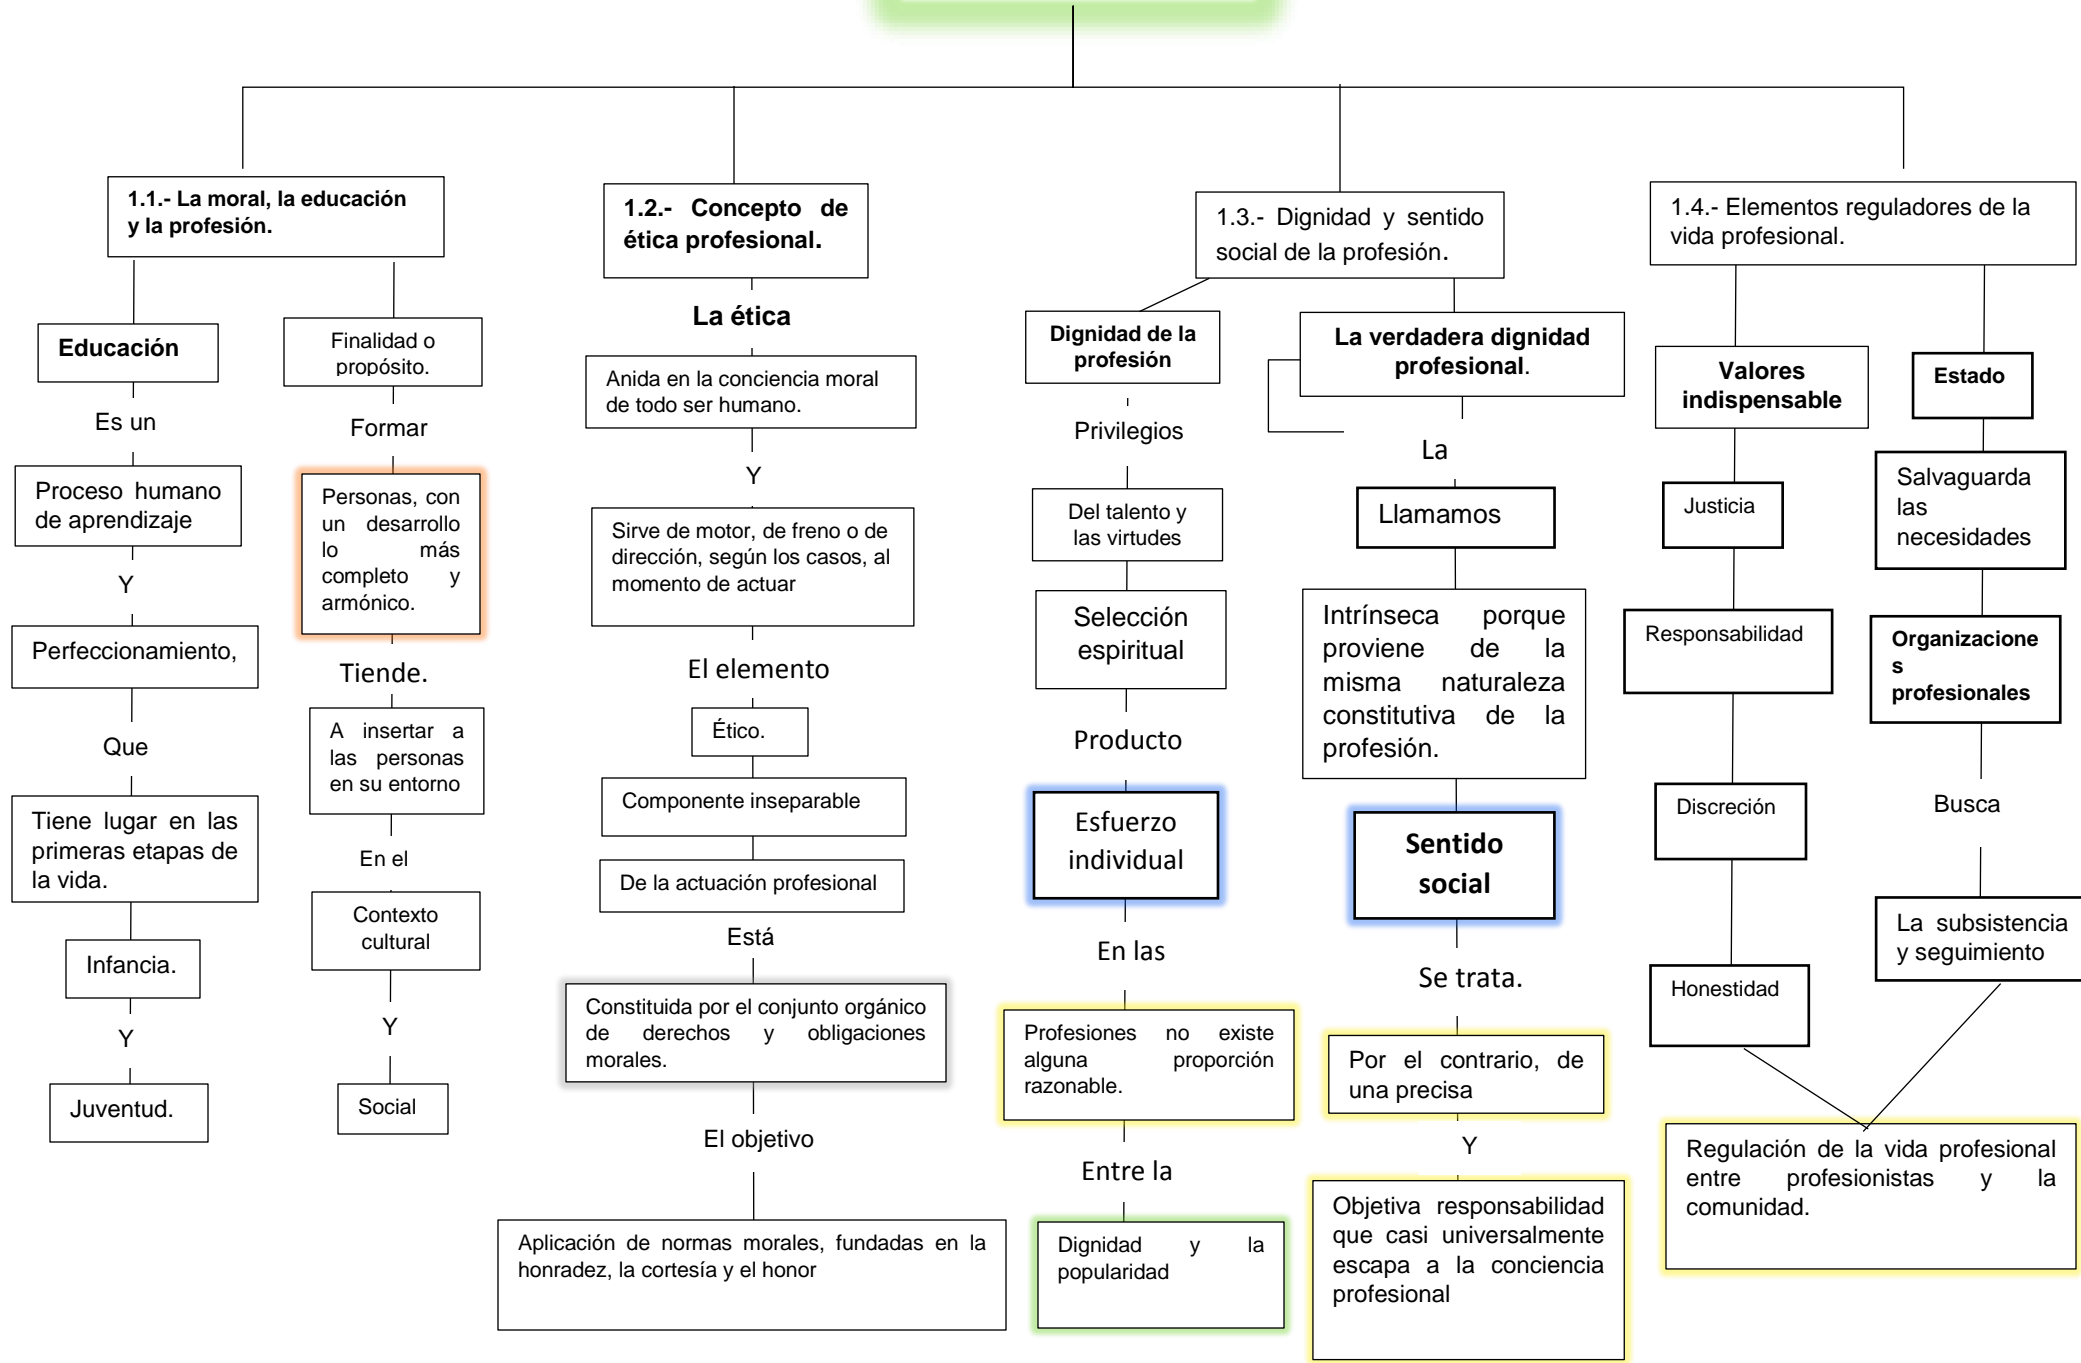 1.1.- La moral, la educación
y la profesión.
Educación
Es un
Proceso humano
de aprendizaje
Y
Perfeccionamiento,
Que
Tiene lugar en las
primeras etapas de
la vida.
Infancia.
Y
Juventud.
Finalidad o
propósito.
Formar
Personas, con
un desarrollo
lo más
completo y
armónico.
Tiende.
A insertar a
las personas
en su entorno
En el
Contexto
cultural
Y
Social
1.2.- Concepto de
ética profesional.
La ética
Anida en la conciencia moral
de todo ser humano.
Y
Sirve de motor, de freno o de
dirección, según los casos, al
momento de actuar
El elemento
Ético.
Componente inseparable
De la actuación profesional
Está
Constituida por el conjunto orgánico
de derechos y obligaciones
morales.
El objetivo
Aplicación de normas morales, fundadas en la
honradez, la cortesía y el honor
1.3.- Dignidad y sentido
social de la profesión.
Dignidad de la
profesión
Privilegios
Del talento y
las virtudes
Selección
espiritual
Producto
Esfuerzo
individual
En las
Profesiones no existe
alguna proporción
razonable.
Entre la
Dignidad y la
popularidad
La verdadera dignidad
profesional.
La
Llamamos
Intrínseca porque
proviene de la
misma naturaleza
constitutiva de la
profesión.
Sentido
social
Se trata.
Por el contrario, de
una precisa
Y
Objetiva responsabilidad
que casi universalmente
escapa a la conciencia
profesional
1.4.- Elementos reguladores de la
vida profesional.
Valores
indispensable
Justicia
Responsabilidad
Discreción
Honestidad
Estado
Salvaguarda
las
necesidades
Organizacione
s
profesionales
Busca
La subsistencia
y seguimiento
Regulación de la vida profesional
entre profesionistas y la
comunidad.